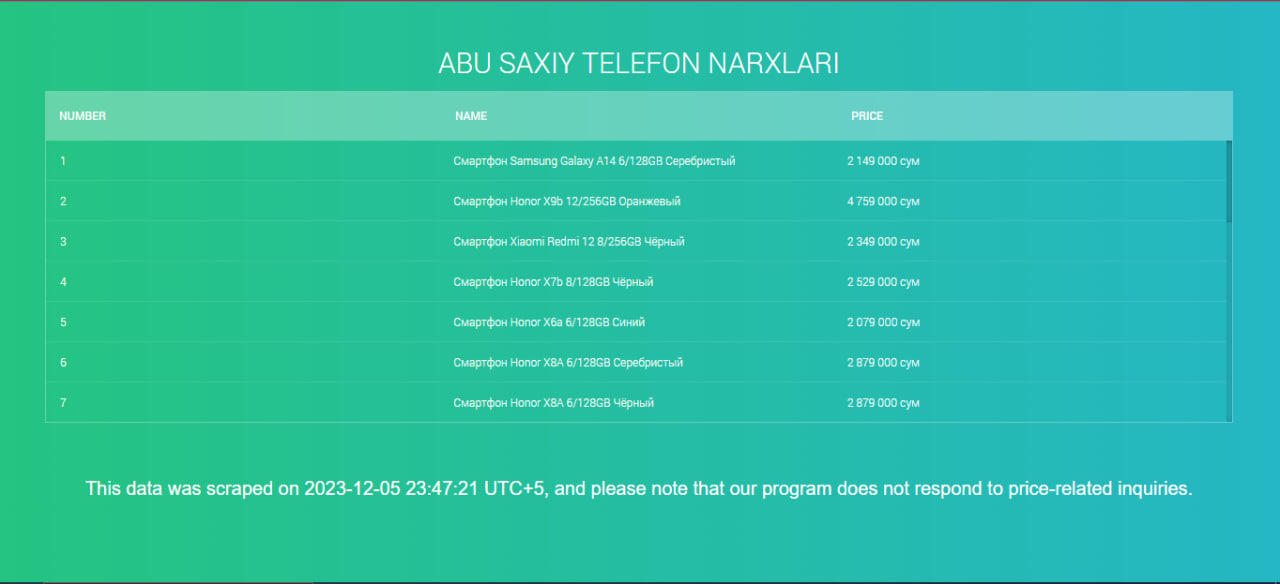 ABU SAXIY TELEFON NARXLARI
NUMBER NAME PRICE
1 Смартфон Samsung Galaxy A14 6/128GB Серебристый 2 149 000 сум
2 Смартфон Honor X9b 12/256GB Оранжевый 4 759 000 сум
3 Смартфон Xiaomi Redmi 12 8/256GB Чёрный 2 349 000 сум
4 Смартфон Honor X7b 8/128GB Чёрный 2 529 000 сум
5 Смартфон Honor X6a 6/128GB Синий 2 079 000 сум
6 Смартфон Honor X8A 6/128GB Серебристый 2 879 000 сум
7 Смартфон Honor X8A 6/128GB Чёрный 2 879 000 сум
This data was scraped on 2023-12-05 23:47:21 UTC+5, and please note that our program does not respond to price-related inquiries.